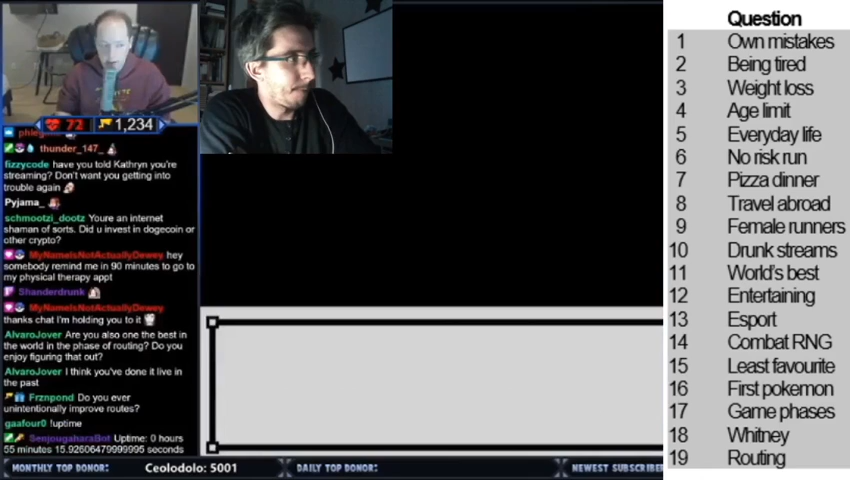 72
1,234
thunder_147_
fizzycode have you told Kathryn you're
streaming? Don't want you getting into
trouble again
Pyjama_
schmootzi_dootz Youre an internet
shaman of sorts. Did u invest in dogecoin or
other crypto?
MyNameIsNotActuallyDewey hey
somebody remind me in 90 minutes to go to
my physical therapy appt
Shanderdrunk
MyNameIsNotActuallyDewey
thanks chat I'm holding you to it
AlvaroJover Are you also one the best in
the world in the phase of routing? Do you
enjoy figuring that out?
AlvaroJover I think you've done it live in
the past
Frznpond Do you ever
unintentionally improve routes?
gaafour0 !uptime
SenjougaharaBot Uptime: 0 hours
55 minutes 15.92606479999995 seconds
MONTHLY TOP DONOR: Ceolodolo: 5001 DAILY TOP DONOR: NEWEST SUBSCRIBER
Question
1 Own mistakes
2 Being tired
3 Weight loss
4 Age limit
5 Everyday life
6 No risk run
7 Pizza dinner
8 Travel abroad
9 Female runners
10 Drunk streams
11 World's best
12 Entertaining
13 Esport
14 Combat RNG
15 Least favourite
16 First pokemon
17 Game phases
18 Whitney
19 Routing